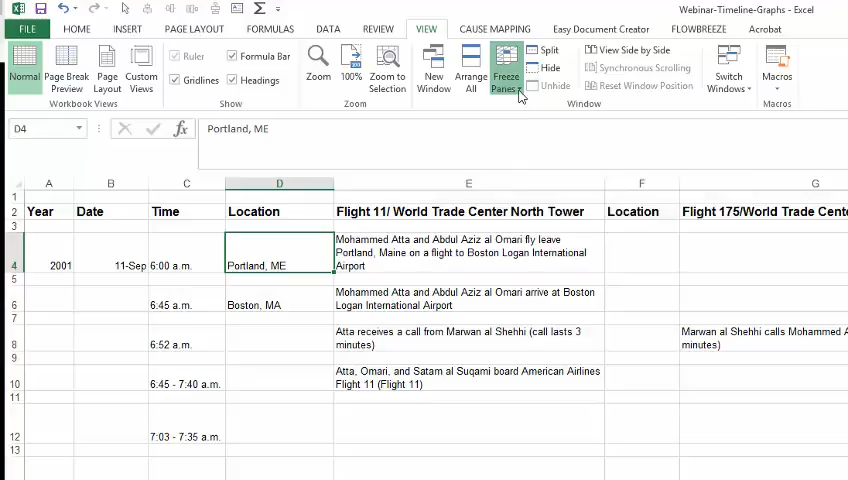 Webinar-Timeline-Graphs - Excel
FILE HOME INSERT PAGE LAYOUT FORMULAS DATA REVIEW VIEW CAUSE MAPPING Easy Document Creator FLOWBREEZE Acrobat
Normal
Page Break Preview
Page Layout
Custom Views
Workbook Views
Ruler
Formula Bar
Gridlines
Headings
Show
Zoom
100%
Zoom to Selection
Zoom
New Window
Arrange All
Freeze Panes
Split
Hide
Unhide
View Side by Side
Synchronous Scrolling
Reset Window Position
Window
Switch Windows
Macros
Macros
D4
fx
Portland, ME
A B C D E F G
1
2 Year Date Time Location Flight 11/ World Trade Center North Tower Location Flight 175/World Trade Cent
3
Mohammed Atta and Abdul Aziz al Omari fly leave
Portland, Maine on a flight to Boston Logan International
4 2001 11-Sep 6:00 a.m. Portland, ME Airport
5
Mohammed Atta and Abdul Aziz al Omari arrive at Boston
6 6:45 a.m. Boston, MA Logan International Airport
7
Atta receives a call from Marwan al Shehhi (call lasts 3 Marwan al Shehhi calls Mohammed A
8 6:52 a.m. minutes) minutes)
9
Atta, Omari, and Satam al Suqami board American Airlines
10 6:45 - 7:40 a.m. Flight 11 (Flight 11)
11
12 7:03 - 7:35 a.m.
13